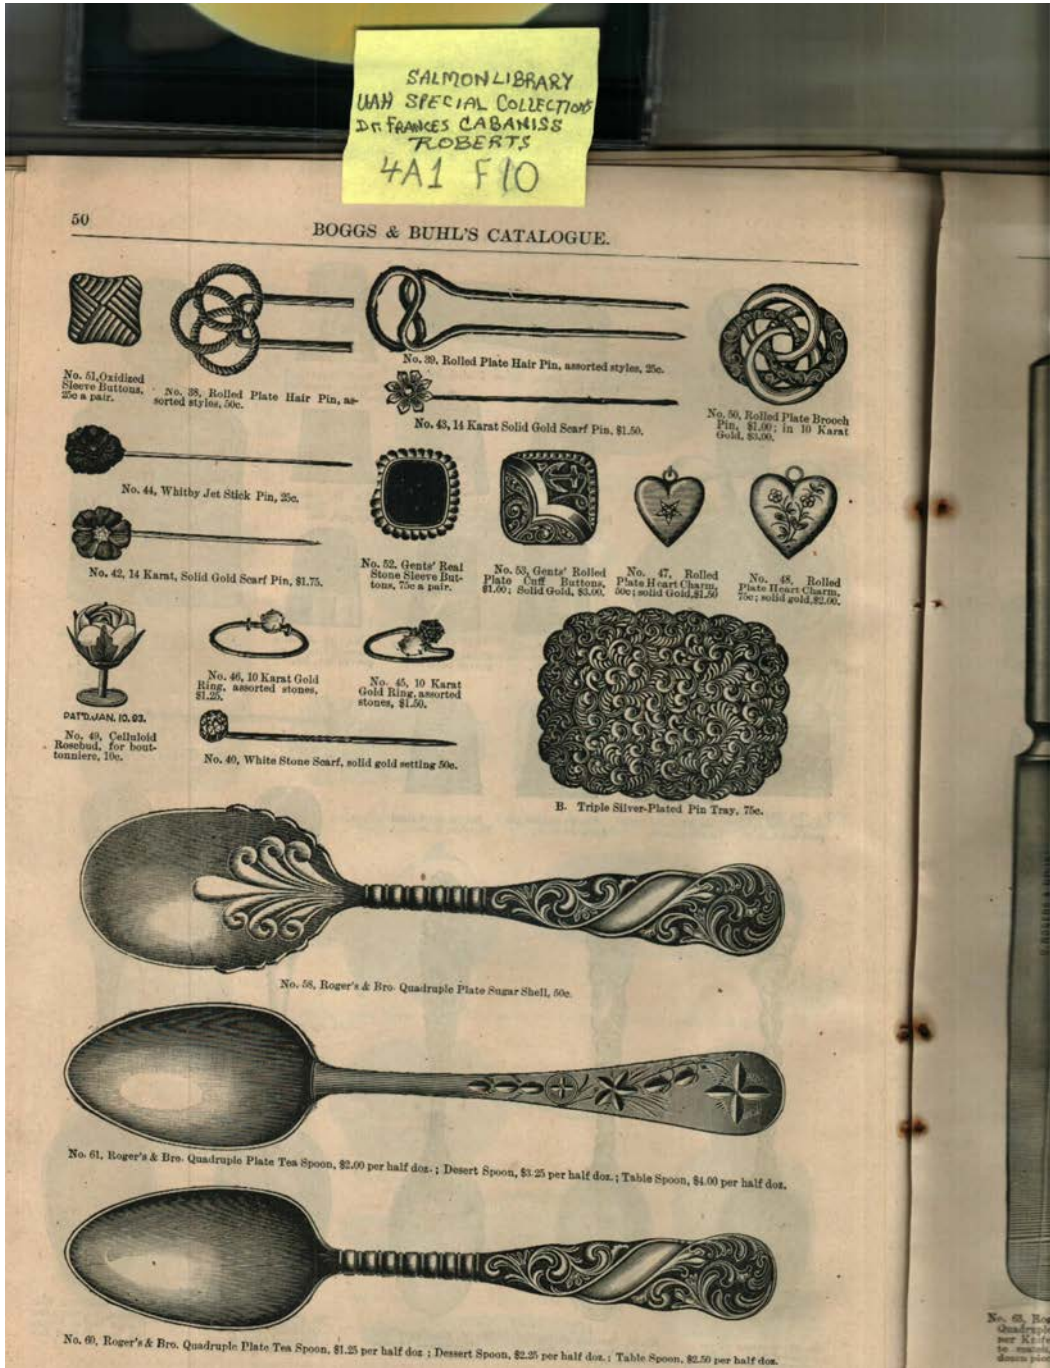 SALMON LIBRARY
UAH SPECIAL COLLECTIONS
Dr. FRANCES CABANISS
ROBERTS
4A1 F10
50
BOGGS & BUHL'S CATALOGUE.
No. 51, Oxidized
Sleeve Buttons,
25c a pair.
No. 38, Rolled Plate Hair Pin, as-
sorted styles, 50c.
No. 39, Rolled Plate Hair Pin, assorted styles, 25c.
No. 43, 14 Karat Solid Gold Scarf Pin, $1.50.
No. 50, Rolled Plate Brooch
Pin, $1.00; in 10 Karat
Gold, $3.00.
No. 44, Whitby Jet Stick Pin, 25c.
No. 42, 14 Karat, Solid Gold Scarf Pin, $1.75.
No. 52, Gents' Real
Stone Sleeve But-
tons, 75c a pair.
No. 53, Gents' Rolled
Plate Cuff Buttons,
$1.00; Solid Gold, $3.00.
No. 47, Rolled
Plate Heart Charm,
50c; solid Gold, $1.50
No. 48, Rolled
Plate Heart Charm,
75c; solid gold, $2.00.
PAT'D. JAN. 10. 93.
No. 49, Celluloid
Rosebud, for bout-
tonniere, 10c.
No. 46, 10 Karat Gold
Ring, assorted stones,
$1.25.
No. 45, 10 Karat
Gold Ring, assorted
stones, $1.50.
No. 40, White Stone Scarf, solid gold setting 50c.
B. Triple Silver-Plated Pin Tray, 75c.
No. 58, Roger's & Bro. Quadruple Plate Sugar Shell, 50c.
No. 61, Roger's & Bro. Quadruple Plate Tea Spoon, $2.00 per half doz.; Desert Spoon, $3 25 per half doz.; Table Spoon, $4.00 per half doz.
No. 60, Roger's & Bro. Quadruple Plate Tea Spoon, $1.25 per half doz; Dessert Spoon, $2.25 per half doz.; Table Spoon, $2.50 per half doz.
No. 63,
Quadruple